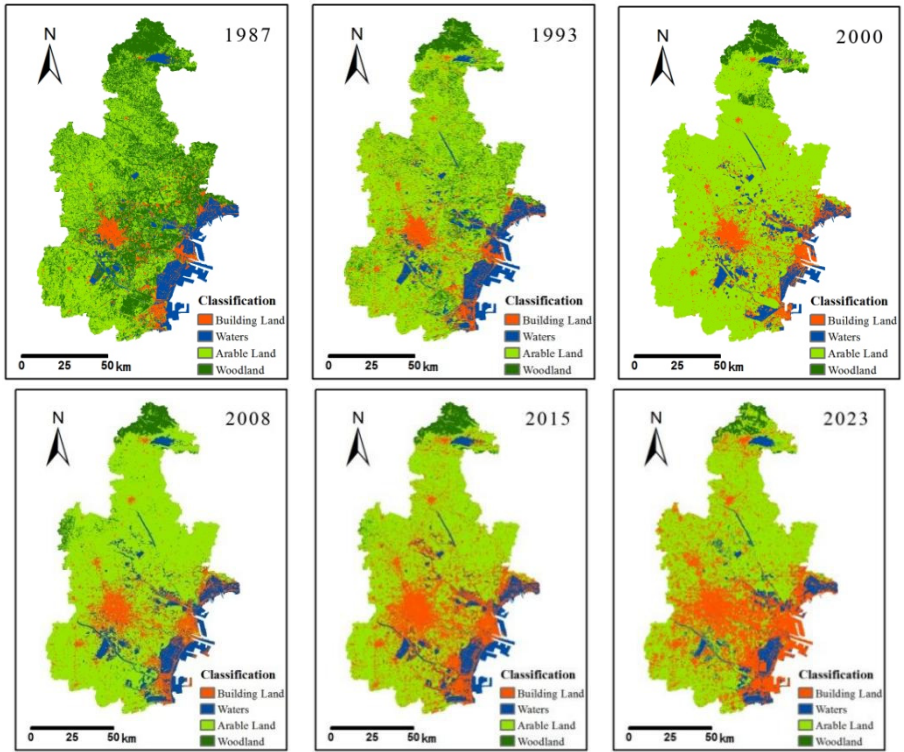 N
1987
Classification
Building Land
Waters
Arable Land
Woodland
0 25 50 km
N
1993
Classification
Building Land
Waters
Arable Land
Woodland
0 25 50 km
N
2000
Classification
Building Land
Waters
Arable Land
Woodland
0 25 50 km
N
2008
Classification
Building Land
Waters
Arable Land
Woodland
0 25 50 km
N
2015
Classification
Building Land
Waters
Arable Land
Woodland
0 25 50 km
N
2023
Classification
Building Land
Waters
Arable Land
Woodland
0 25 50 km